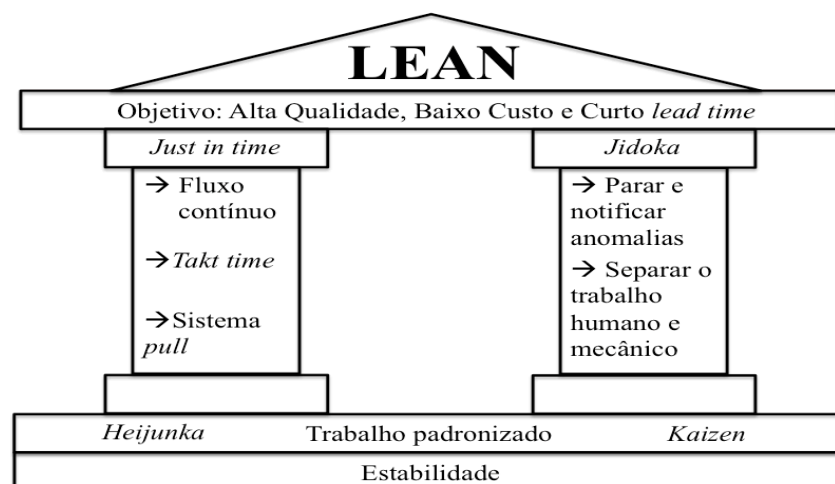 LEAN
Objetivo: Alta Qualidade, Baixo Custo e Curto lead time
Just in time
→ Fluxo
contínuo
→ Takt time
→ Sistema
pull
Jidoka
→ Parar e
notificar
anomalias
→ Separar o
trabalho
humano e
mecânico
Heijunka
Trabalho padronizado
Kaizen
Estabilidade